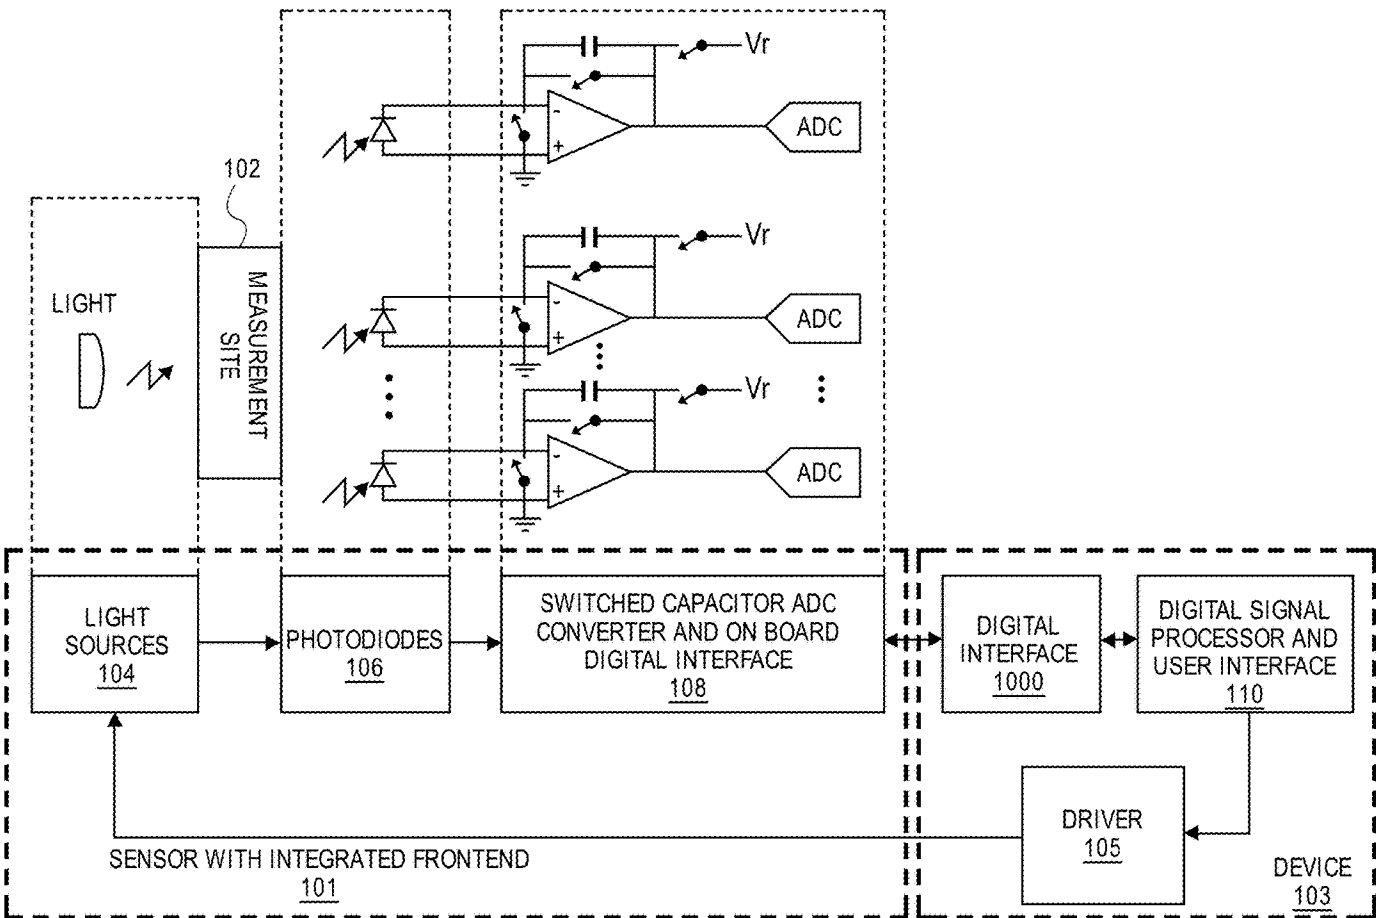 Vr
-
+
ADC
102
LIGHT
MEASUREMENT
SITE
Vr
-
+
ADC
Vr
-
+
ADC
LIGHT
SOURCES
104
PHOTODIODES
106
SWITCHED CAPACITOR ADC
CONVERTER AND ON BOARD
DIGITAL INTERFACE
108
DIGITAL
INTERFACE
1000
DIGITAL SIGNAL
PROCESSOR AND
USER INTERFACE
110
DRIVER
105
SENSOR WITH INTEGRATED FRONTEND
101
DEVICE
103